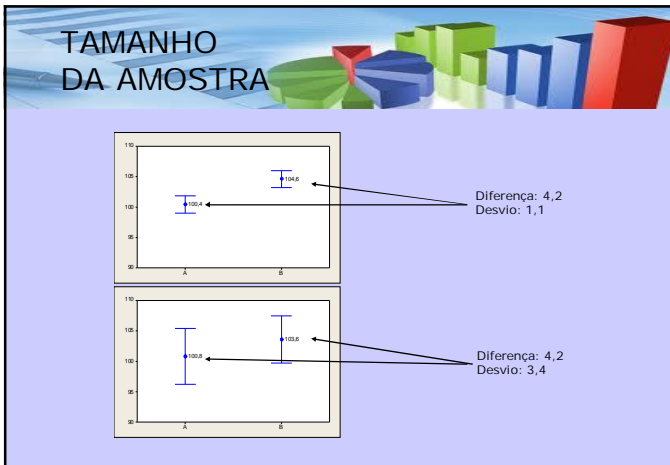 TAMANHO
DA AMOSTRA
110
105
104,6
100
100,4
95
90
A B
Diferença: 4,2
Desvio: 1,1
110
105
103,6
100
100,8
95
90
A B
Diferença: 4,2
Desvio: 3,4